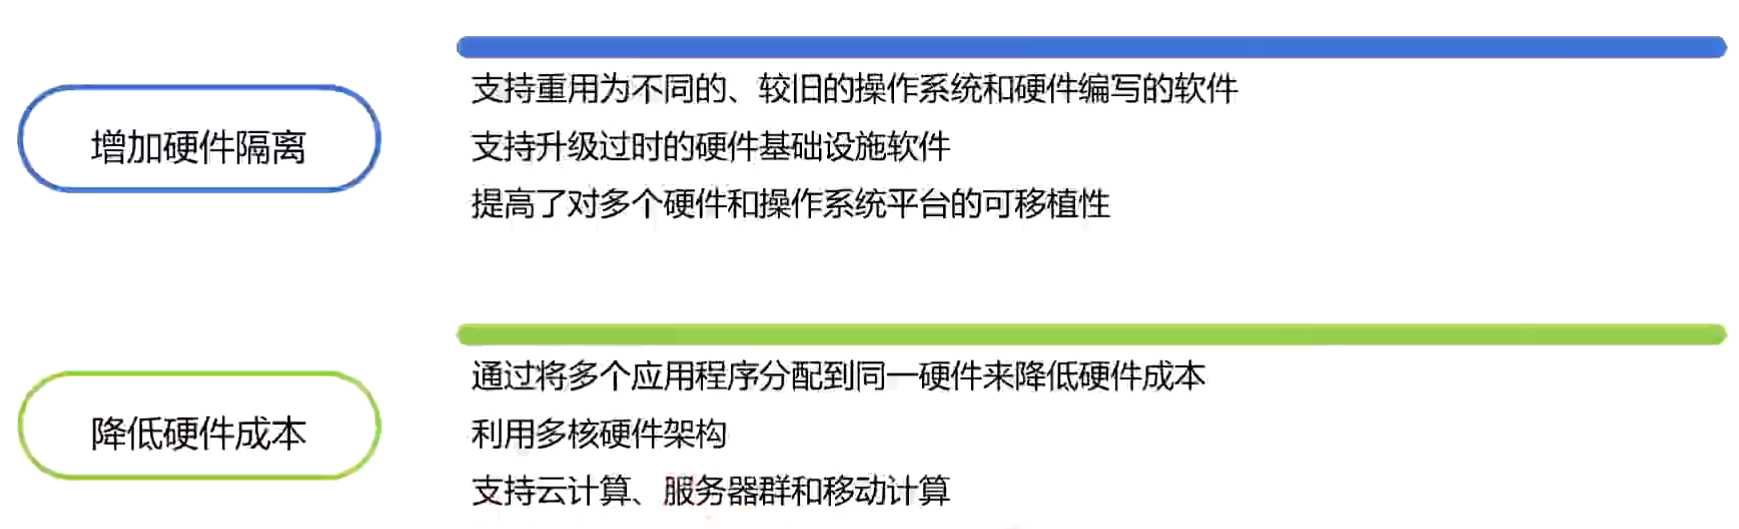 增加硬件隔离
支持重用为不同的、较旧的操作系统和硬件编写的软件
支持升级过时的硬件基础设施软件
提高了对多个硬件和操作系统平台的可移植性
降低硬件成本
通过将多个应用程序分配到同一硬件来降低硬件成本
利用多核硬件架构
支持云计算、服务器群和移动计算